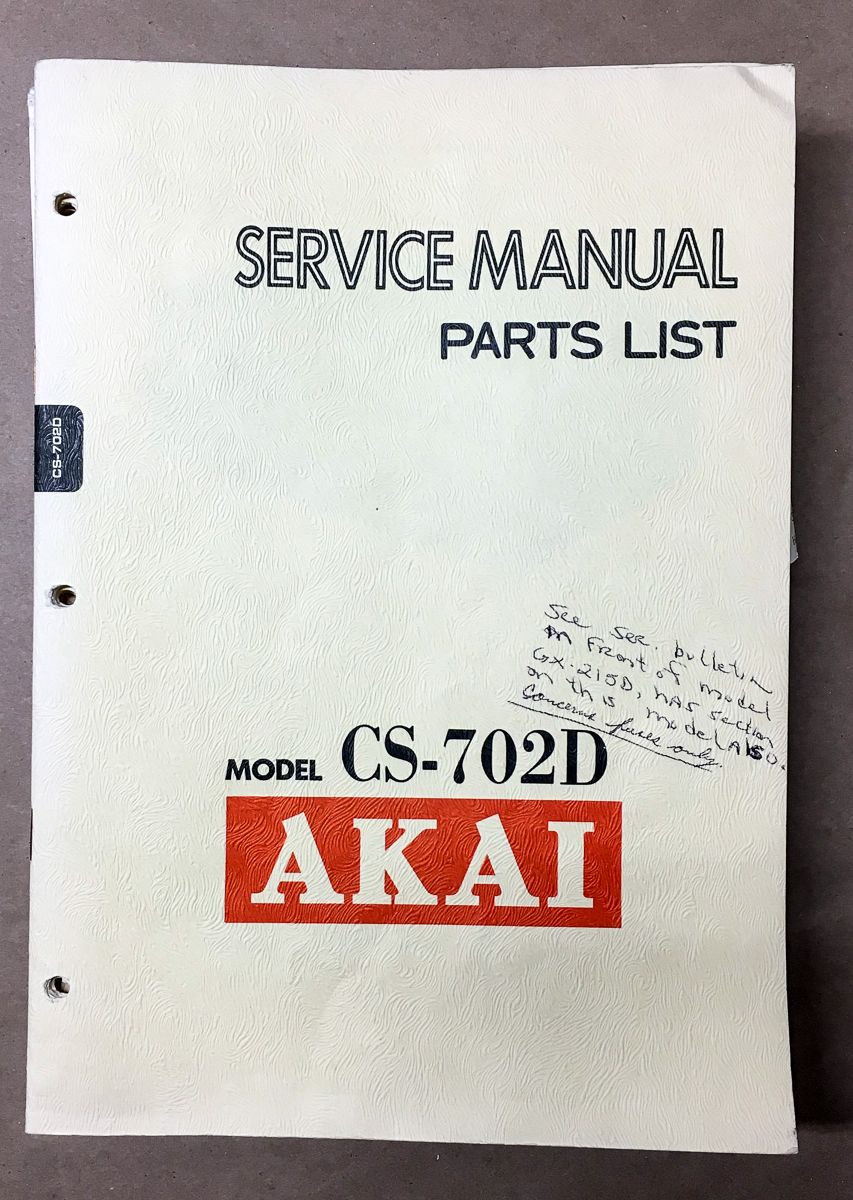 SERVICE MANUAL
PARTS LIST
CS-702D
See Ser. bulletin
in front of model
GX-215D, has section
on this model Also.
Concerns fuses only.
MODEL CS-702D
AKAI